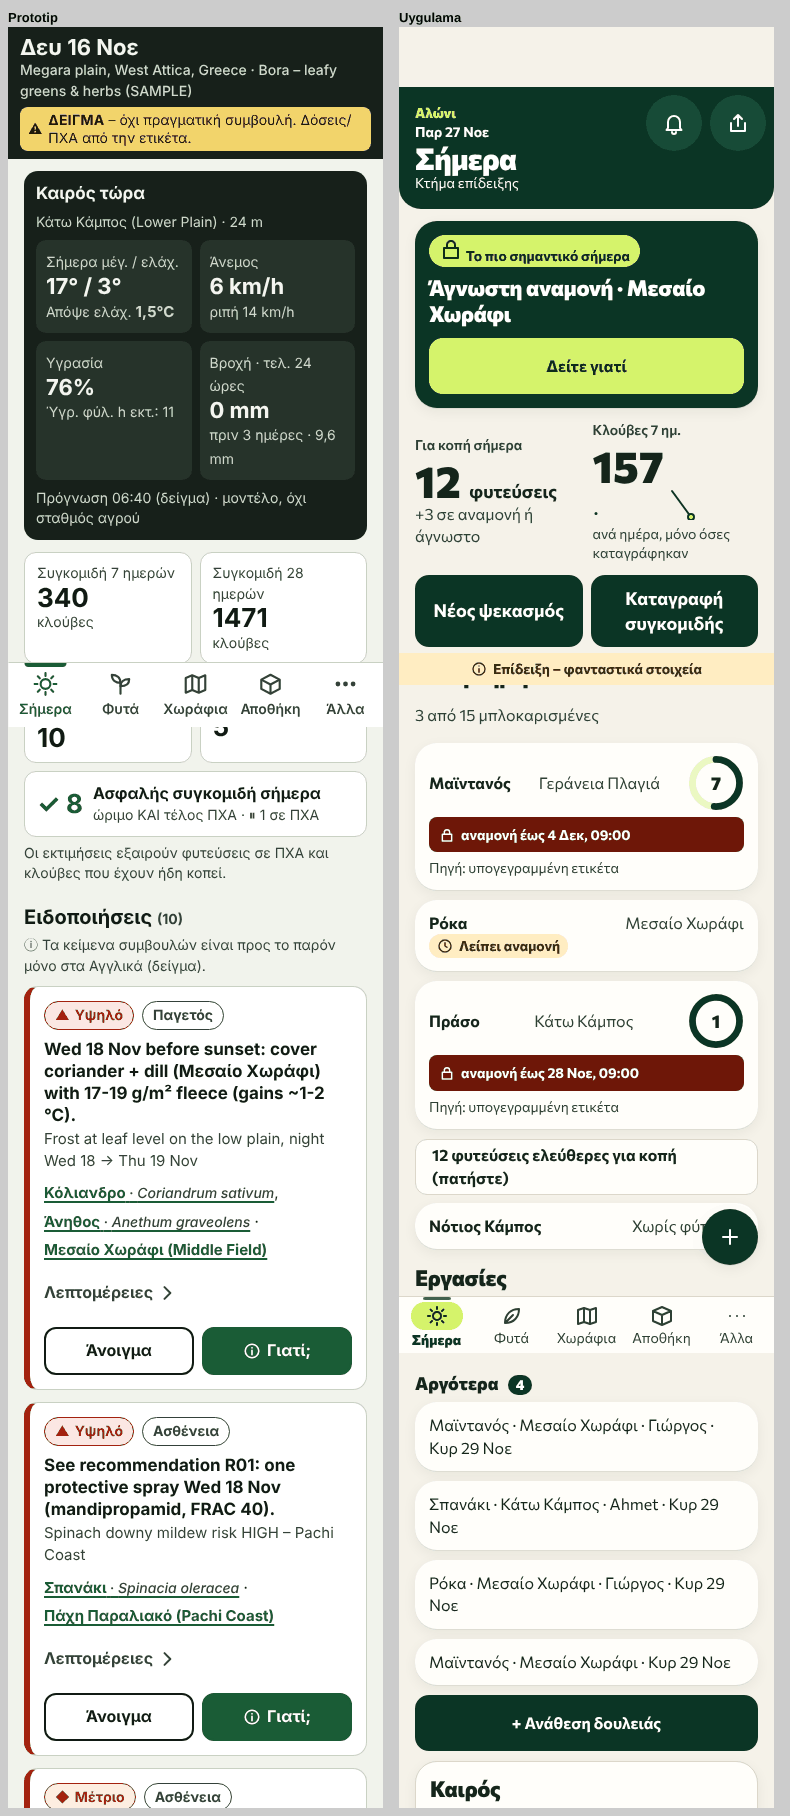 Prototip
Δευ 16 Νοε
Megara plain, West Attica, Greece · Bora – leafy
greens & herbs (SAMPLE)
ΔΕΙΓΜΑ – όχι πραγματική συμβουλή. Δόσεις/
ΠΧΑ από την ετικέτα.
Καιρός τώρα
Κάτω Κάμπος (Lower Plain) · 24 m
Σήμερα μέγ. / ελάχ.
17° / 3°
Απόψε ελάχ. 1,5°C
Άνεμος
6 km/h
ριπή 14 km/h
Υγρασία
76%
Ύγρ. φύλ. h εκτ.: 11
Βροχή · τελ. 24
ώρες
0 mm
πριν 3 ημέρες · 9,6
mm
Πρόγνωση 06:40 (δείγμα) · μοντέλο, όχι
σταθμός αγρού
Συγκομιδή 7 ημερών
340
κλούβες
Συγκομιδή 28
ημερών
1471
κλούβες
Σήμερα
Φυτά
Χωράφια
Αποθήκη
Άλλα
10
5
8
Ασφαλής συγκομιδή σήμερα
ώριμο ΚΑΙ τέλος ΠΧΑ · 1 σε ΠΧΑ
Οι εκτιμήσεις εξαιρούν φυτεύσεις σε ΠΧΑ και
κλούβες που έχουν ήδη κοπεί.
Ειδοποιήσεις (10)
ⓘ Τα κείμενα συμβουλών είναι προς το παρόν
μόνο στα Αγγλικά (δείγμα).
▲ Υψηλό
Παγετός
Wed 18 Nov before sunset: cover
coriander + dill (Μεσαίο Χωράφι)
with 17-19 g/m² fleece (gains ~1-2
°C).
Frost at leaf level on the low plain, night
Wed 18 → Thu 19 Nov
Κόλιανδρο · Coriandrum sativum,
Άνηθος · Anethum graveolens ·
Μεσαίο Χωράφι (Middle Field)
Λεπτομέρειες
Άνοιγμα
Γιατί;
▲ Υψηλό
Ασθένεια
See recommendation R01: one
protective spray Wed 18 Nov
(mandipropamid, FRAC 40).
Spinach downy mildew risk HIGH – Pachi
Coast
Σπανάκι · Spinacia oleracea ·
Πάχη Παραλιακό (Pachi Coast)
Λεπτομέρειες
Άνοιγμα
Γιατί;
◆ Μέτριο
Ασθένεια
Uygulama
Αλώνι
Παρ 27 Νοε
Σήμερα
Κτήμα επίδειξης
Το πιο σημαντικό σήμερα
Άγνωστη αναμονή · Μεσαίο
Χωράφι
Δείτε γιατί
Για κοπή σήμερα
12 φυτεύσεις
+3 σε αναμονή ή
άγνωστο
Κλούβες 7 ημ.
157
ανά ημέρα, μόνο όσες
καταγράφηκαν
Νέος ψεκασμός
Καταγραφή
συγκομιδής
Επίδειξη – φανταστικά στοιχεία
3 από 15 μπλοκαρισμένες
Μαϊντανός
Γεράνεια Πλαγιά
7
αναμονή έως 4 Δεκ, 09:00
Πηγή: υπογεγραμμένη ετικέτα
Ρόκα
Μεσαίο Χωράφι
Λείπει αναμονή
Πράσο
Κάτω Κάμπος
1
αναμονή έως 28 Νοε, 09:00
Πηγή: υπογεγραμμένη ετικέτα
12 φυτεύσεις ελεύθερες για κοπή
(πατήστε)
Νότιος Κάμπος
Χωρίς
+
Εργασίες
Σήμερα
Φυτά
Χωράφια
Αποθήκη
Άλλα
Αργότερα 4
Μαϊντανός · Μεσαίο Χωράφι · Γιώργος ·
Κυρ 29 Νοε
Σπανάκι · Κάτω Κάμπος · Ahmet · Κυρ 29
Νοε
Ρόκα · Μεσαίο Χωράφι · Γιώργος · Κυρ 29
Νοε
Μαϊντανός · Μεσαίο Χωράφι · Κυρ 29 Νοε
+ Ανάθεση δουλειάς
Καιρός